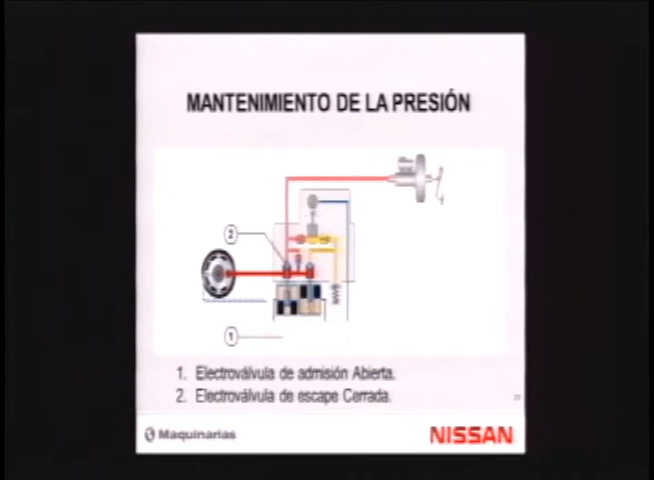 MANTENIMIENTO DE LA PRESIÓN
2
1
1. Electroválvula de admisión Abierta.
2. Electroválvula de escape Cerrada.
Maquinarias
NISSAN